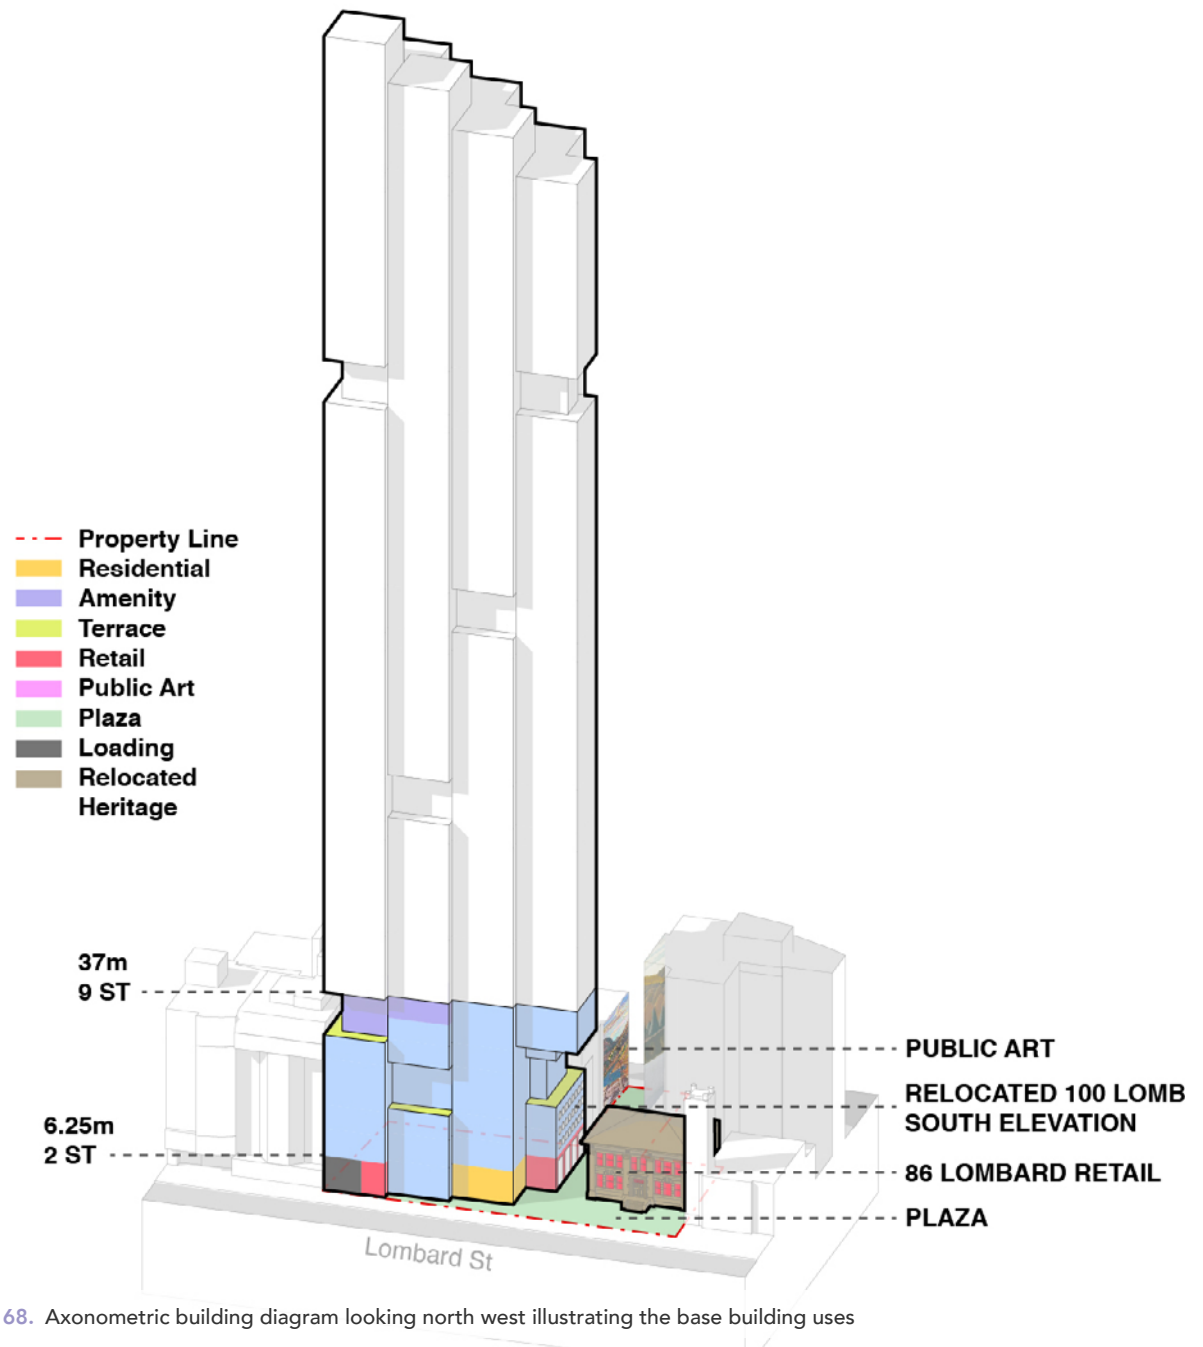 Property Line
Residential
Amenity
Terrace
Retail
Public Art
Plaza
Loading
Relocated
Heritage
37m
9 ST
6.25m
2 ST
PUBLIC ART
RELOCATED 100 LOMB
SOUTH ELEVATION
86 LOMBARD RETAIL
PLAZA
Lombard St
68. Axonometric building diagram looking north west illustrating the base building uses